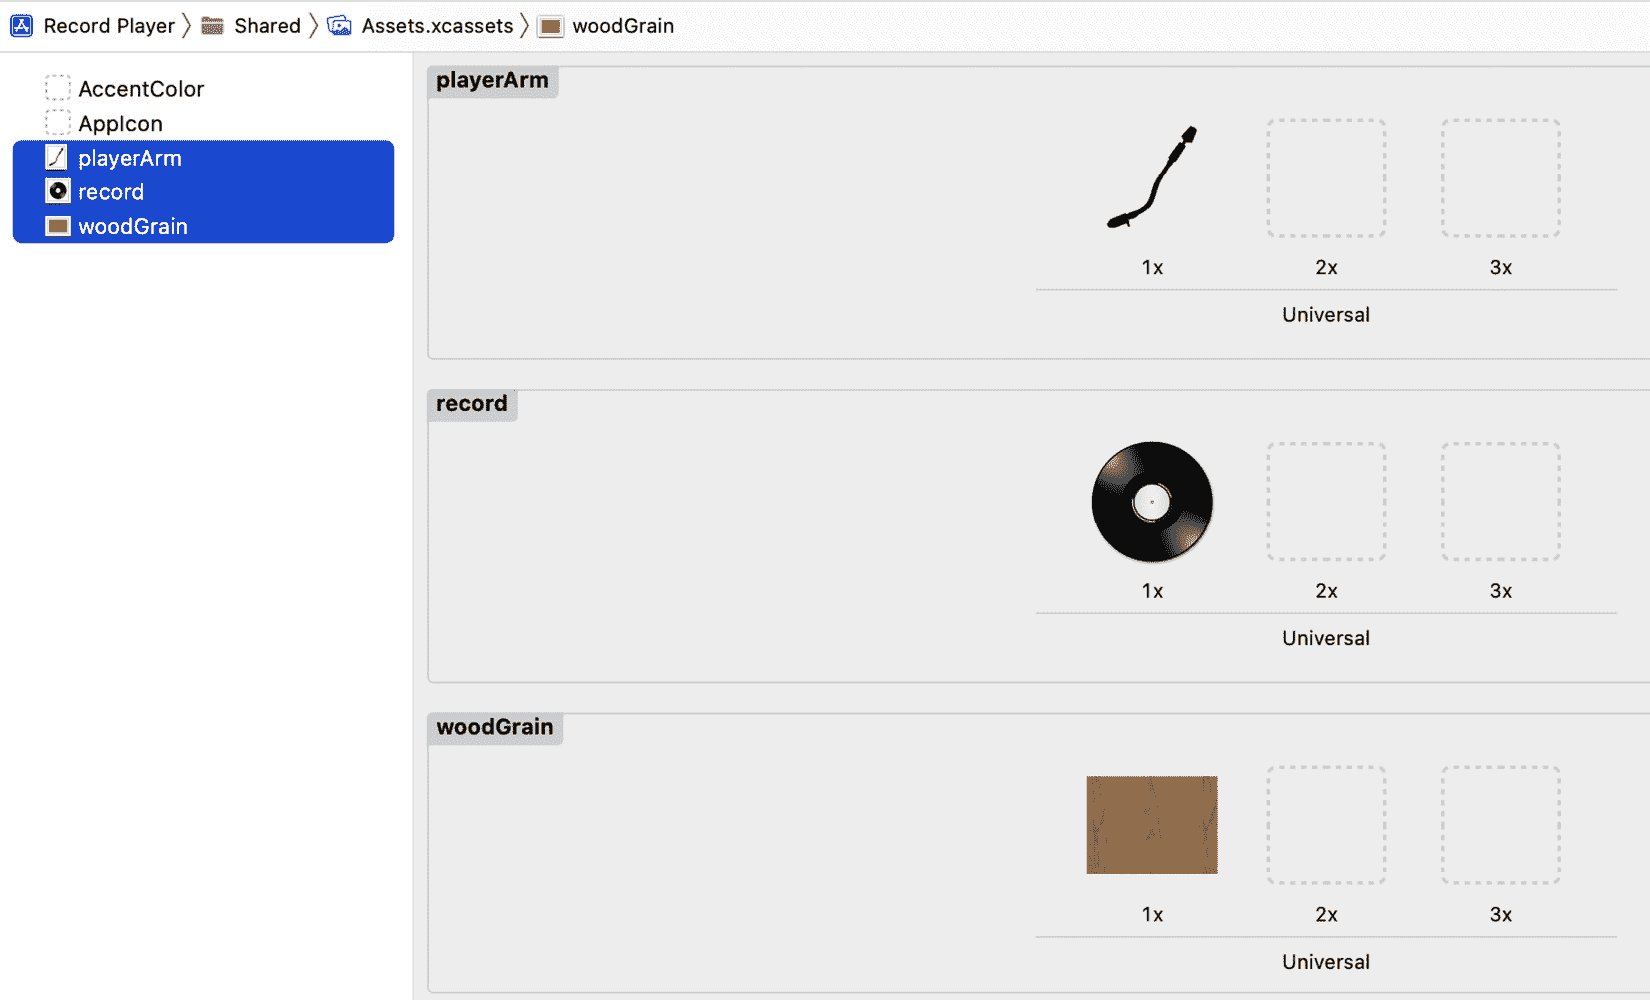 Record Player Shared Assets.xcassets woodGrain
AccentColor
AppIcon
playerArm
record
woodGrain
playerArm
1x 2x 3x
Universal
record
1x 2x 3x
Universal
woodGrain
1x 2x 3x
Universal